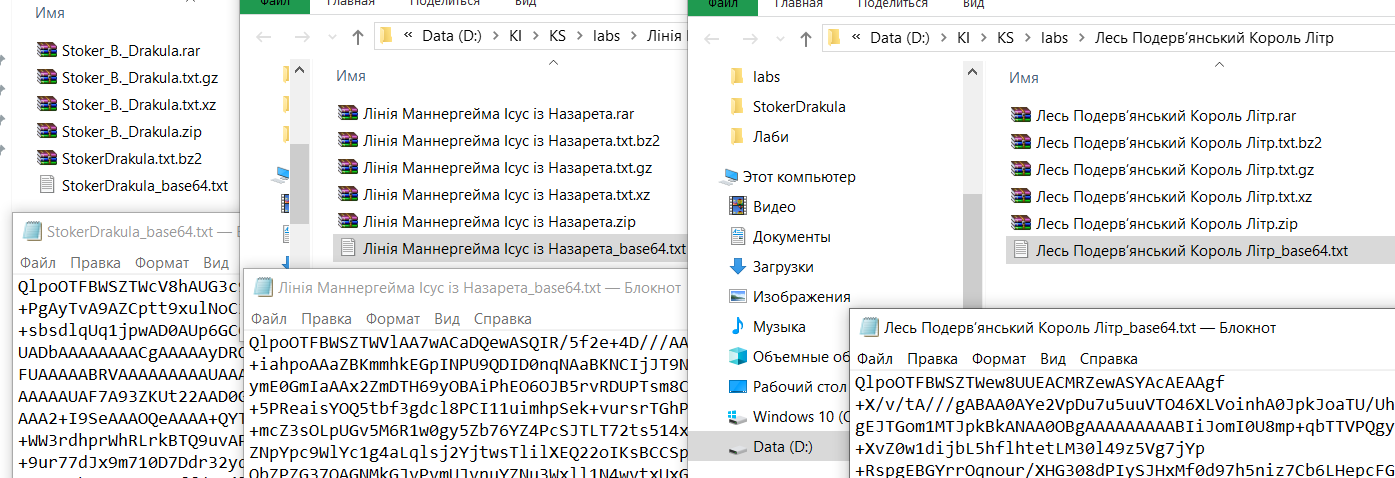 Файл
Имя
Stoker_B._Drakula.rar
Stoker_B._Drakula.txt.gz
Stoker_B._Drakula.txt.xz
Stoker_B._Drakula.zip
StokerDrakula.txt.bz2
StokerDrakula_base64.txt
StokerDrakula_base64.txt —
Файл Правка Формат Вид
QlpoOTFBWSZTWcV8hAUG3c
+PgAyTvA9AZCptt9xulNoC
+sbsdlqUq1jpwAD0AUp6GC
UADbAAAAAAAACgAAAAAyDR
FUAAAAABRVAAAAAAAAAUAA
AAAAAUAF7A93ZKUt22AAD0
AAA2+I9SeAAAOQeAAAA+QYT
+WW3rdhprWhRLrkBTQ9uvAP
+9ur77dJx9m710D7Ddr32yd
Файл Главная Поделиться Вид
« Data (D:) > KI > KS > labs > Лінія
Имя
Лінія Маннергейма Ісус із Назарета.rar
Лінія Маннергейма Ісус із Назарета.txt.bz2
Лінія Маннергейма Ісус із Назарета.txt.gz
Лінія Маннергейма Ісус із Назарета.txt.xz
Лінія Маннергейма Ісус із Назарета.zip
Лінія Маннергейма Ісус із Назарета_base64.txt
Лінія Маннергейма Ісус із Назарета_base64.txt — Блокнот
Файл Правка Формат Вид Справка
QlpoOTFBWSZTWVlAA7wACaDQewASQIR/5f2e+4D///AA
+iahpoAAaZBKmmhkEGpINPU9QDID0nqNAaBKNCIjJT9N
ymE0GmIaAAx2ZmDTH69yOBAiPhEO6OJB5rvRDUPTsm8C
+5PReaisYOQ5tbf3gdcl8PCI11uimhpSek+vursrTGhP
+mcZ3sOLpUGv5M6R1w0gy5Zb76YZ4PcSJTLT72ts514x
ZNpYpc9WlYc1g4aLqlsj2YjtwsTlilXEQ22oIKsBCCSp
QbZPZG37OAGNMkGJyPymUJynuYZNu3Wxll1N4wytxUxG
Файл Главная Поделиться Вид
« Data (D:) > KI > KS > labs > Лесь Подерв’янський Король Літр
labs
StokerDrakula
Лаби
Этот компьютер
Видео
Документы
Загрузки
Изображения
Музыка
Объемные об
Рабочий стол
Windows 10 (C
Data (D:)
Имя
Лесь Подерв’янський Король Літр.rar
Лесь Подерв’янський Король Літр.txt.bz2
Лесь Подерв’янський Король Літр.txt.gz
Лесь Подерв’янський Король Літр.txt.xz
Лесь Подерв’янський Король Літр.zip
Лесь Подерв’янський Король Літр_base64.txt
Лесь Подерв’янський Король Літр_base64.txt — Блокнот
Файл Правка Формат Вид Справка
QlpoOTFBWSZTWew8UUEACMRZewASYAcAEAAgf
+X/v/tA///gABAA0AYe2VpDu7u5uuVTO46XLVoinhA0JpkJoaTU/Uh
gEJTGom1MTJpkBkANAA0OBgAAAAAAAAABIiJomI0U8mp+qbTTVPQgy
+XvZ0w1dijbL5hflhtetLM30l49z5Vg7jYp
+RspgEBGYrrOqnour/XHG308dPIySJHxMf0d97h5niz7Cb6LHepcFG